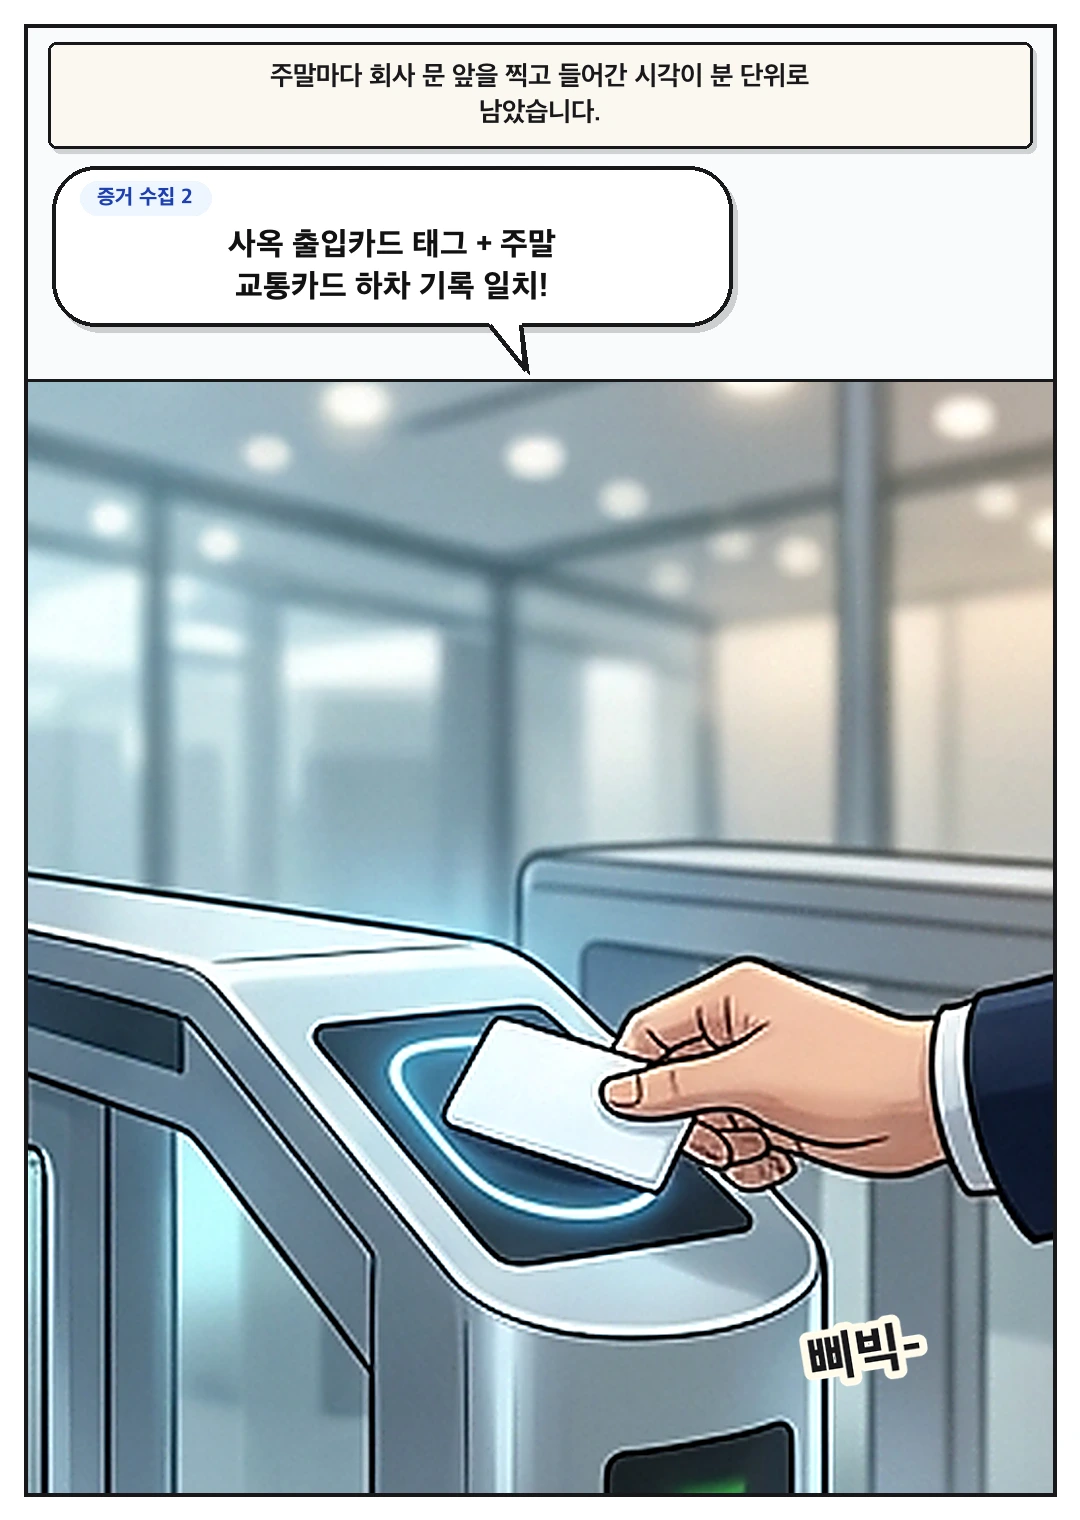 주말마다 회사 문 앞을 찍고 들어간 시각이 분 단위로
남았습니다.
증거 수집 2
사옥 출입카드 태그 + 주말
교통카드 하차 기록 일치!
삐빅-